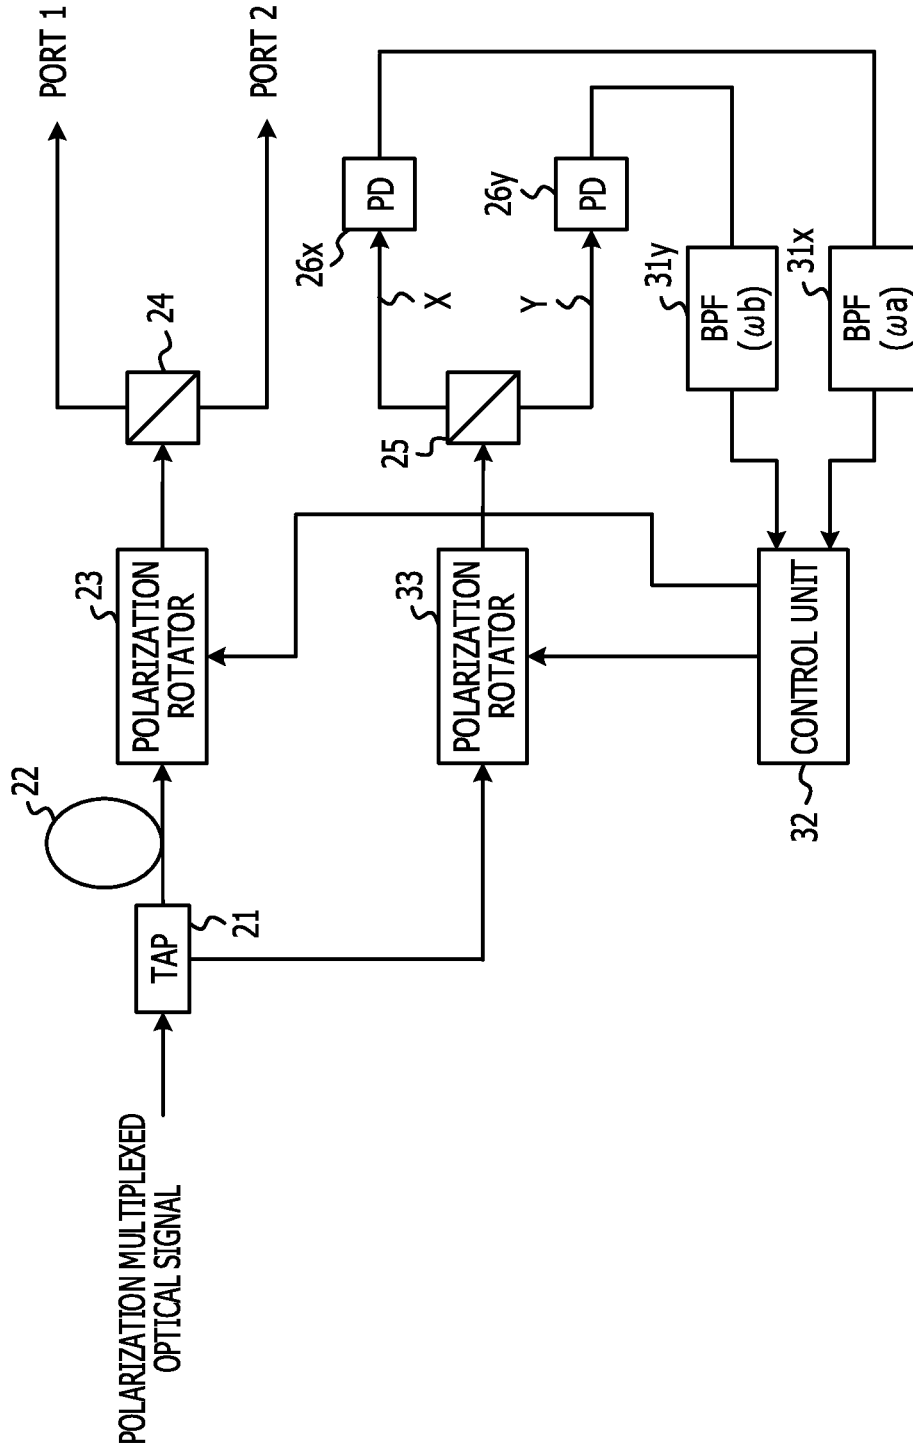 PORT 1
PORT 2
24
23
POLARIZATION
ROTATOR
22
TAP
21
POLARIZATION MULTIPLEXED
OPTICAL SIGNAL
26x
PD
X
26y
PD
Y
25
33
POLARIZATION
ROTATOR
31y
BPF
(ωb)
31x
BPF
(ωa)
CONTROL UNIT
32